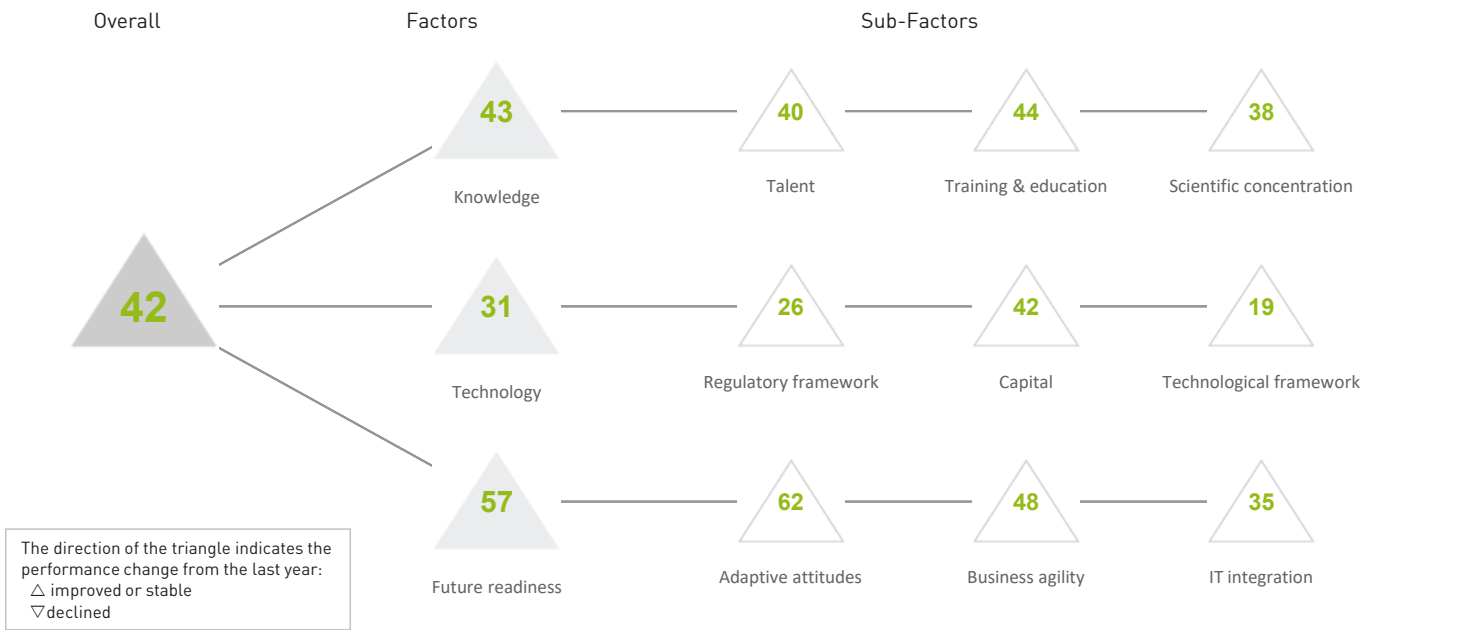 Overall
Factors
Sub-Factors
43
40
44
38
Knowledge
Talent
Training & education
Scientific concentration
42
31
26
42
19
Technology
Regulatory framework
Capital
Technological framework
57
62
48
35
Future readiness
Adaptive attitudes
Business agility
IT integration
The direction of the triangle indicates the
performance change from the last year:
△ improved or stable
▽declined